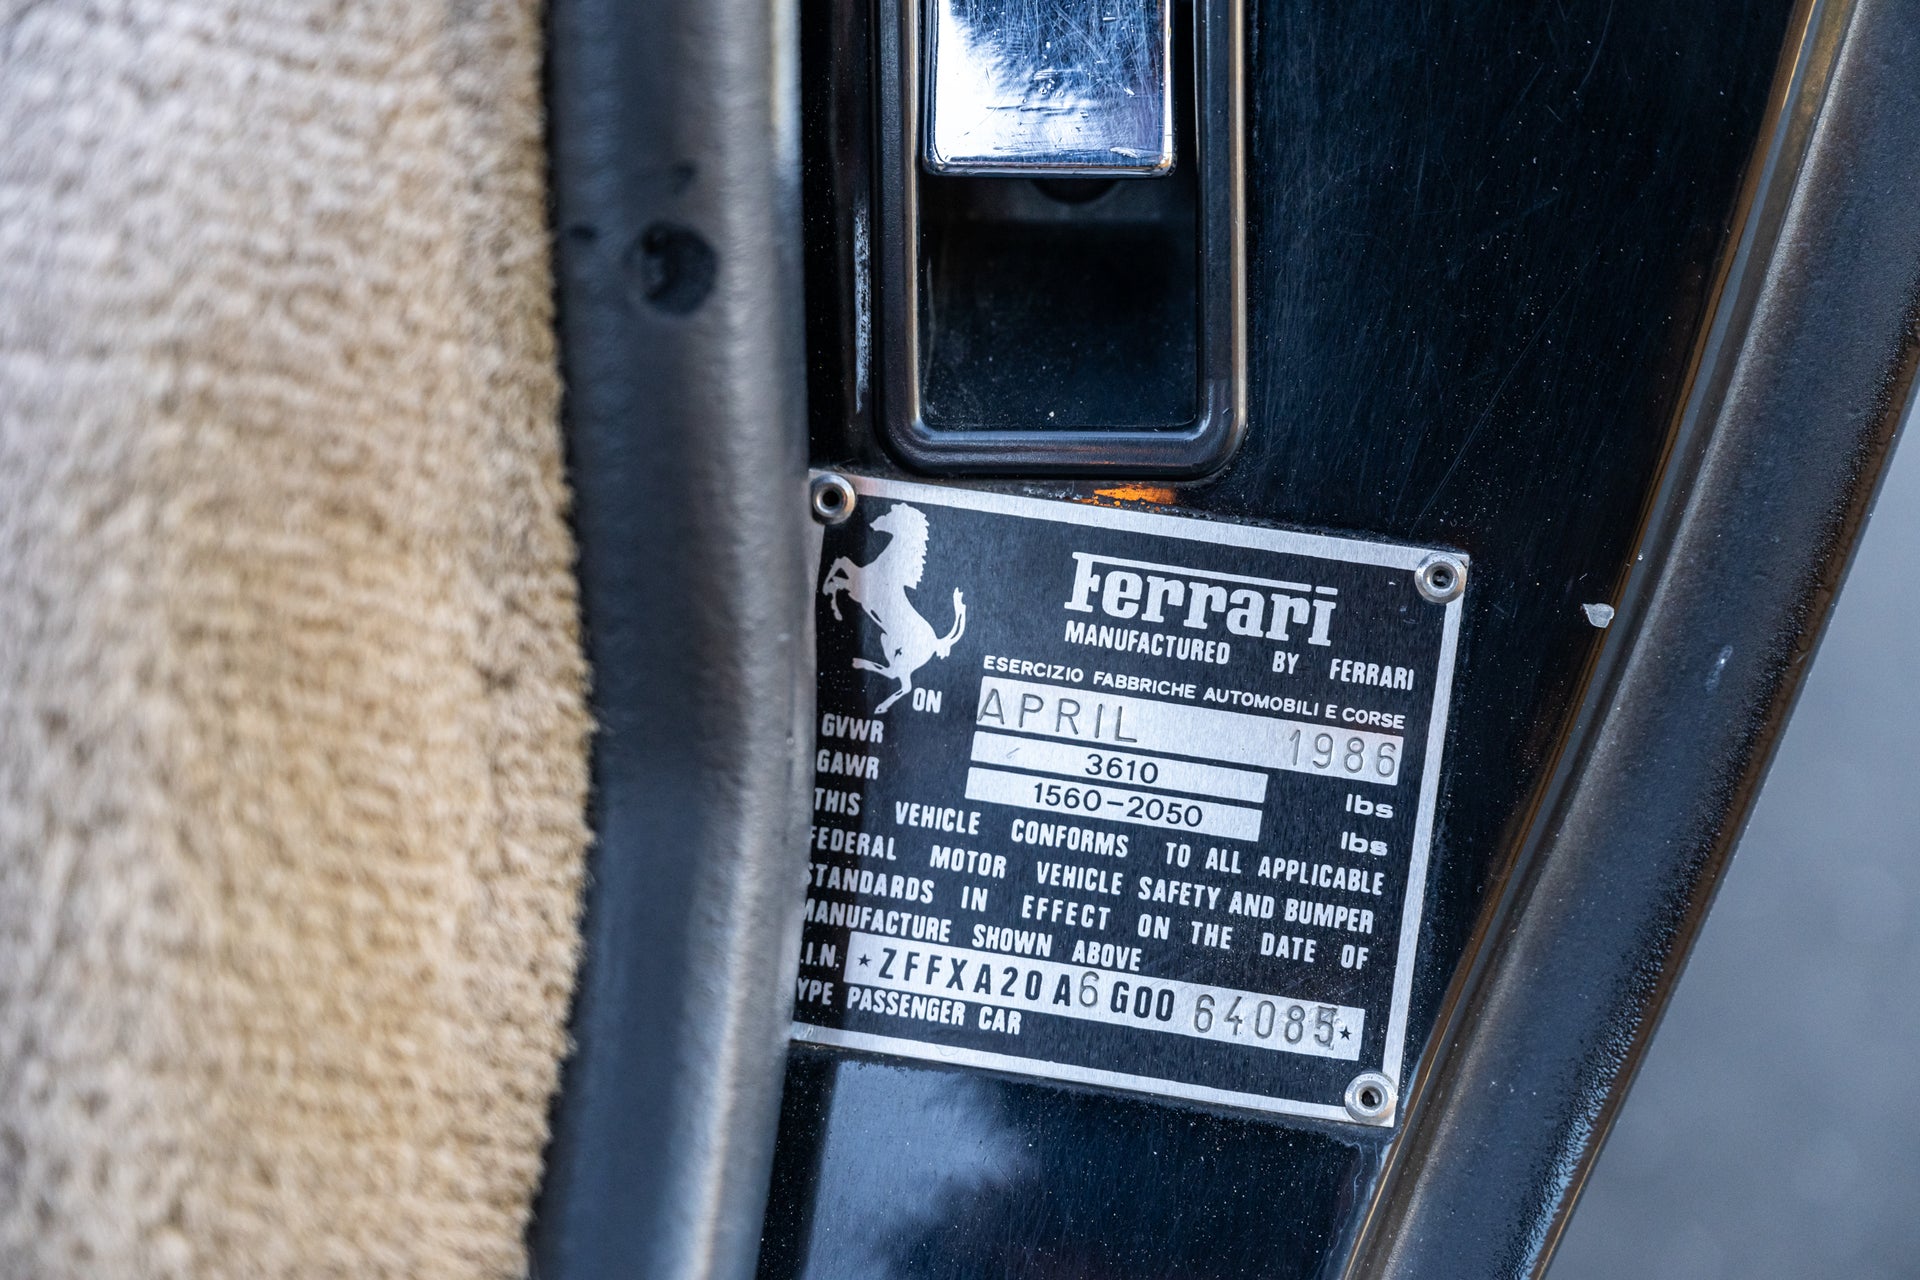 Ferrari
MANUFACTURED BY FERRARI
ESERCIZIO FABBRICHE AUTOMOBILI E CORSE
ON APRIL 1986
GVWR 3610 lbs
GAWR 1560-2050 lbs
THIS VEHICLE CONFORMS TO ALL APPLICABLE
FEDERAL MOTOR VEHICLE SAFETY AND BUMPER
STANDARDS IN EFFECT ON THE DATE OF
MANUFACTURE SHOWN ABOVE
.I.N. ★ZFFXA20A6G0064085★
YPE PASSENGER CAR